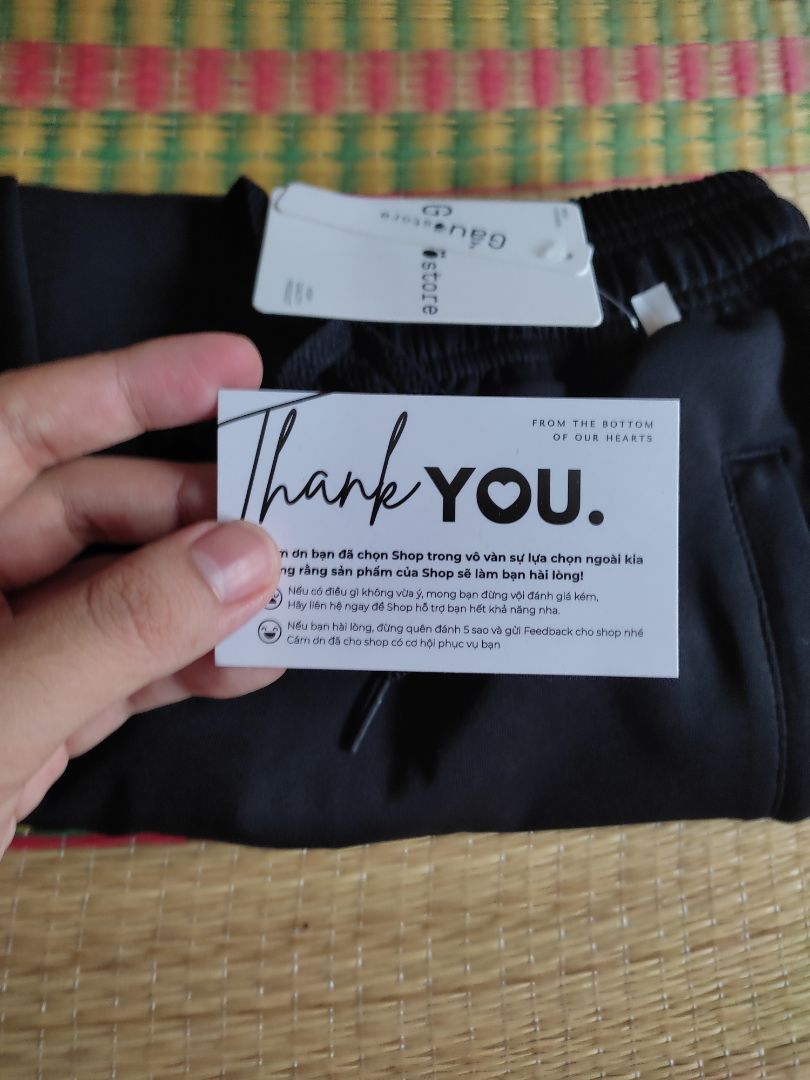 Gấu
store
store
Thank YOU.
FROM THE BOTTOM
OF OUR HEARTS
ơn bạn đã chọn Shop trong vô vàn sự lựa chọn ngoài kia
rằng sản phẩm của Shop sẽ làm bạn hài lòng!
Nếu có điều gì không vừa ý, mong bạn đừng vội đánh giá kém,
Hãy liên hệ ngay để Shop hỗ trợ bạn hết khả năng nha.
Nếu bạn hài lòng, đừng quên đánh 5 sao và gửi Feedback cho shop nhé
Cám ơn đã cho shop có cơ hội phục vụ bạn